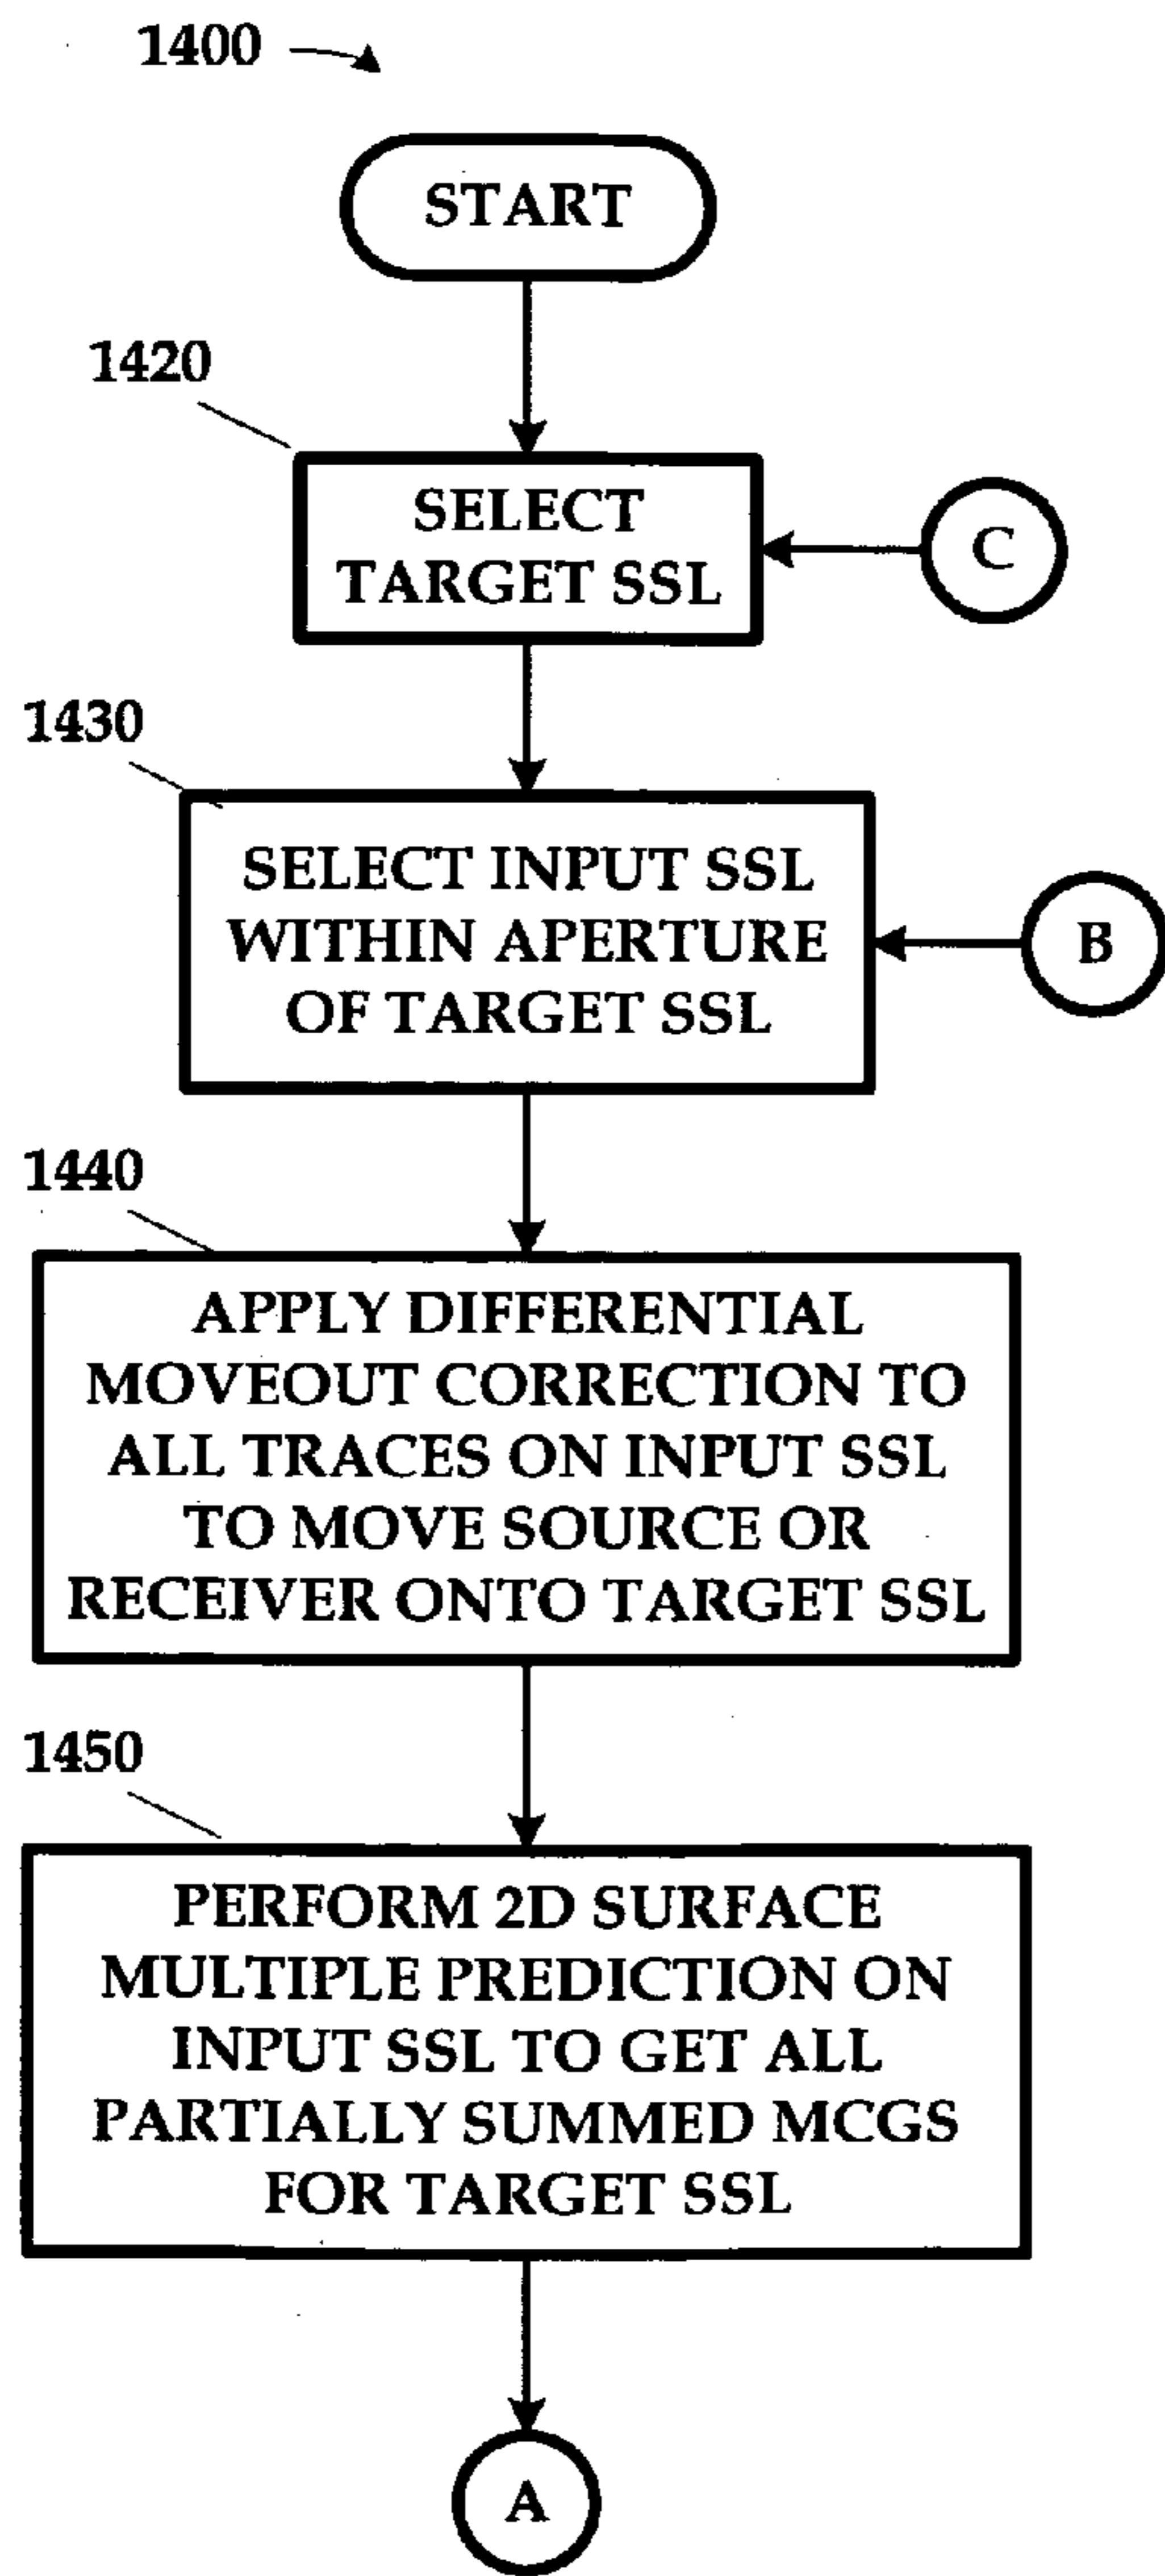 1400
START
1420
SELECT
TARGET SSL
C
1430
SELECT INPUT SSL
WITHIN APERTURE
OF TARGET SSL
B
1440
APPLY DIFFERENTIAL
MOVEOUT CORRECTION TO
ALL TRACES ON INPUT SSL
TO MOVE SOURCE OR
RECEIVER ONTO TARGET SSL
1450
PERFORM 2D SURFACE
MULTIPLE PREDICTION ON
INPUT SSL TO GET ALL
PARTIALLY SUMMED MCGS
FOR TARGET SSL
A